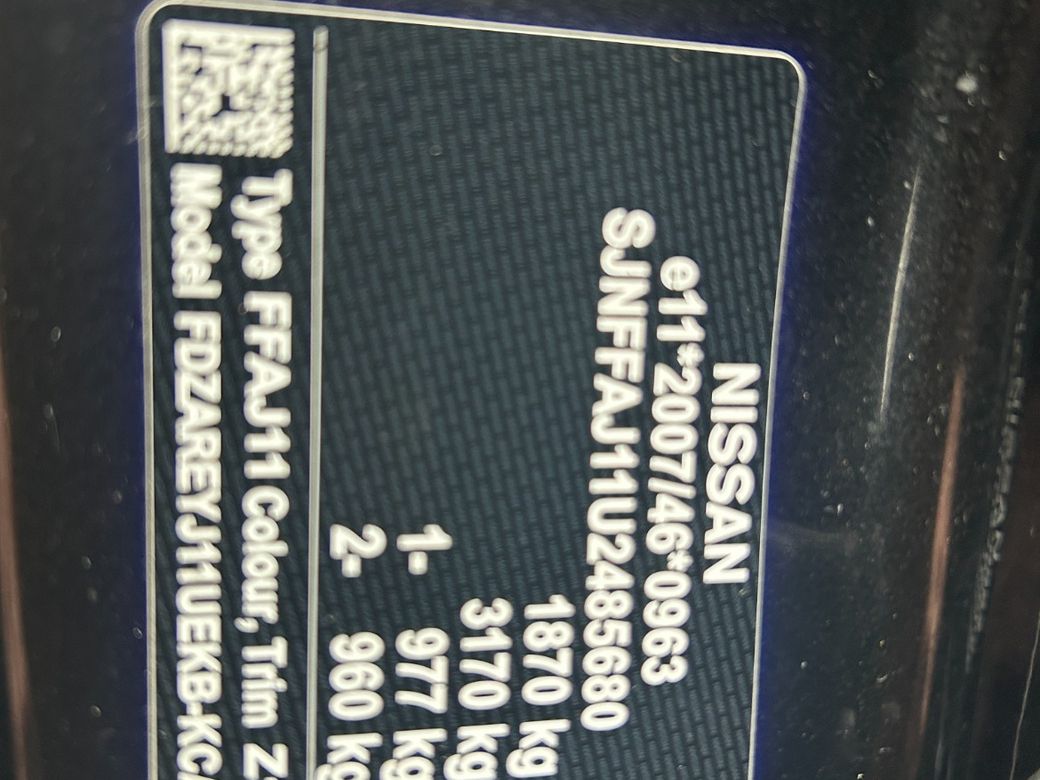 NISSAN
e11*2007/46*0963
SJNFFAJ11U2485680
1870 kg
3170 kg
1- 977 kg
2- 960 kg
Type FFAJ11 Colour, Trim Z
Model FDZAREYJ11UEKB-KC